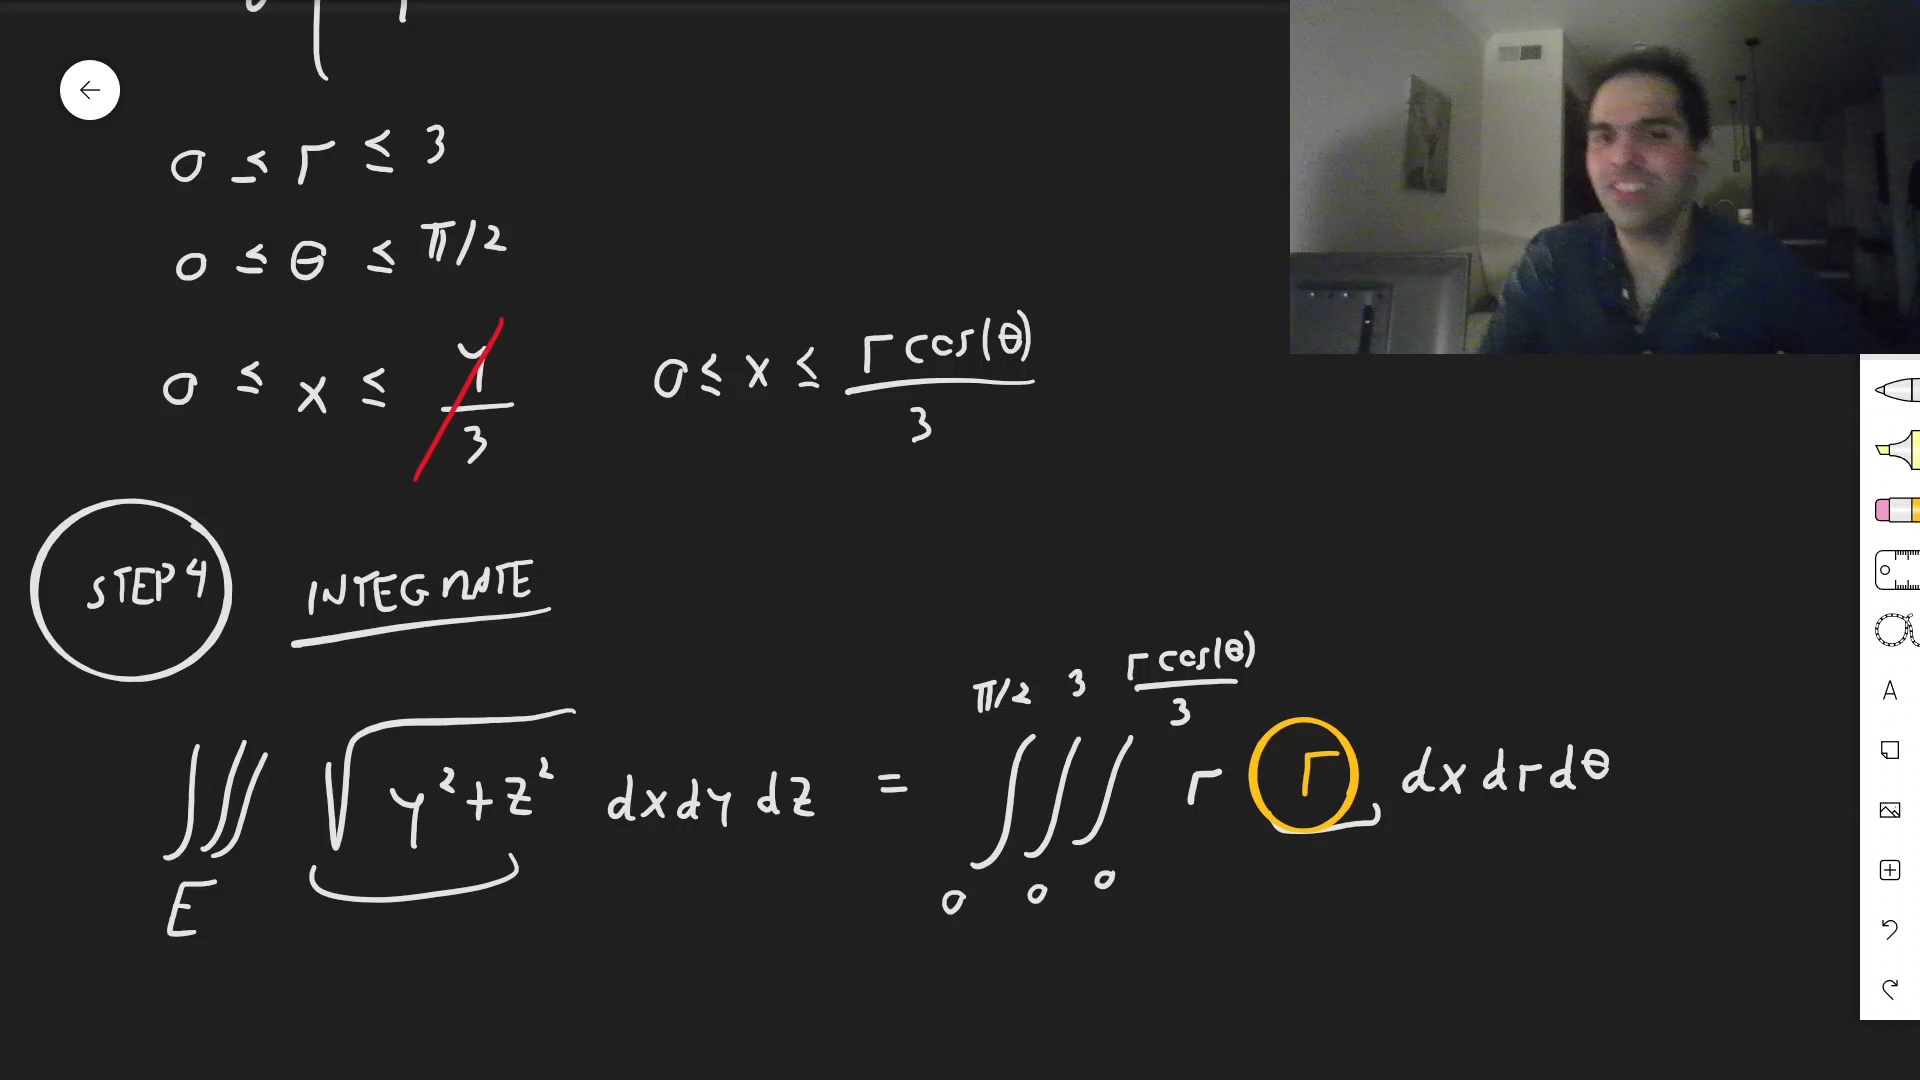 0 ≤ r ≤ 3
0 ≤ θ ≤ π/2
0 ≤ x ≤ y/3    0 ≤ x ≤ r cos(θ)/3
STEP 4    INTEGRATE
∭_E √(y²+z²) dx dy dz = ∫_0^{π/2} ∫_0^3 ∫_0^{r cos(θ)/3} r r dx dr dθ
A